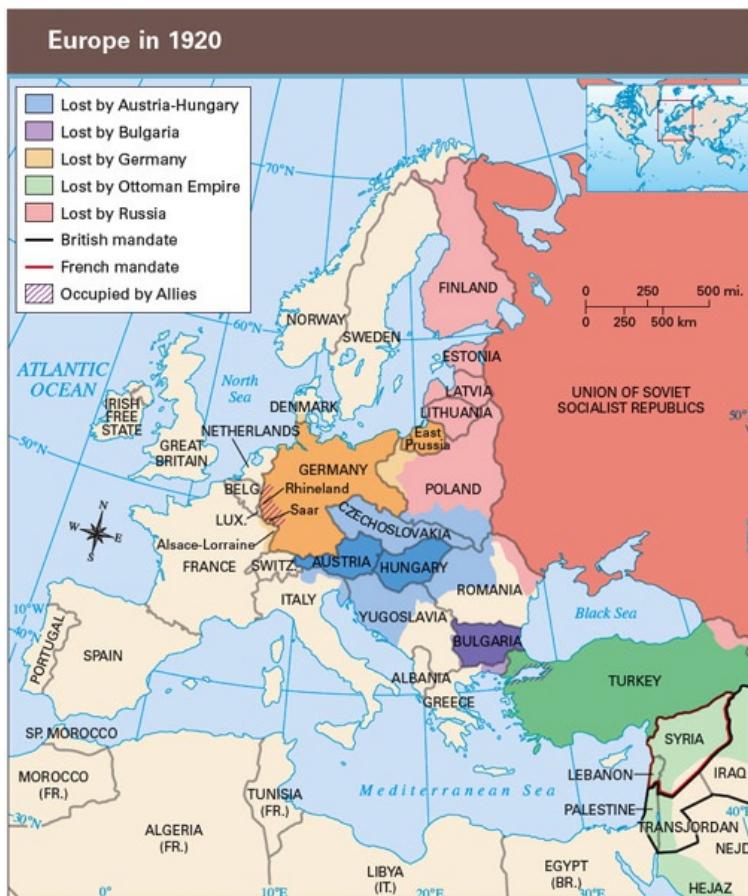 Europe in 1920
Lost by Austria-Hungary
Lost by Bulgaria
Lost by Germany
Lost by Ottoman Empire
Lost by Russia
British mandate
French mandate
Occupied by Allies
70°N
60°N
50°N
50°
10°W
40°N
30°N
0°
10°E
20°E
30°E
40°
0 250 500 mi.
0 250 500 km
ATLANTIC
OCEAN
North
Sea
NORWAY
SWEDEN
FINLAND
ESTONIA
LATVIA
LITHUANIA
UNION OF SOVIET
SOCIALIST REPUBLICS
IRISH
FREE
STATE
GREAT
BRITAIN
DENMARK
NETHERLANDS
East
Prussia
GERMANY
BELG.
Rhineland
POLAND
LUX.
Saar
CZECHOSLOVAKIA
Alsace-Lorraine
N
W E
S
FRANCE
SWITZ.
AUSTRIA
HUNGARY
ROMANIA
ITALY
YUGOSLAVIA
Black Sea
PORTUGAL
SPAIN
BULGARIA
ALBANIA
GREECE
TURKEY
SP. MOROCCO
SYRIA
MOROCCO
(FR.)
TUNISIA
(FR.)
Mediterranean Sea
LEBANON
IRAQ
PALESTINE
TRANSJORDAN
ALGERIA
(FR.)
NEJD
LIBYA
(IT.)
EGYPT
(BR.)
HEJAZ